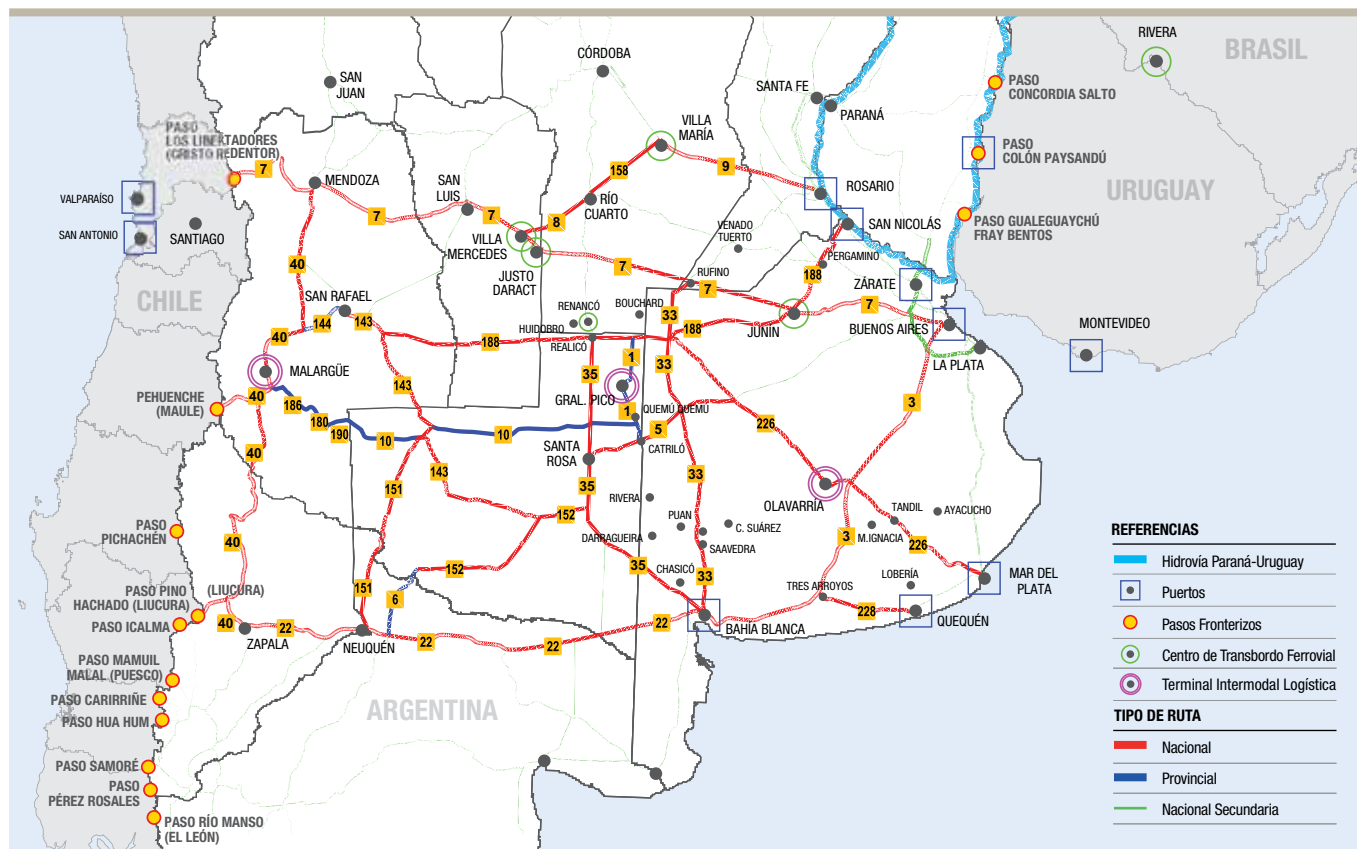 RIVERA
BRASIL
CÓRDOBA
SAN
JUAN
SANTA FE
PARANÁ
PASO
CONCORDIA SALTO
PASO
LOS LIBERTADORES
(CRISTO REDENTOR)
VILLA
MARÍA
PASO
COLÓN PAYSANDÚ
7
158
9
MENDOZA
SAN
LUIS
ROSARIO
URUGUAY
VALPARAÍSO
RÍO
CUARTO
7
7
8
SAN NICOLÁS
PASO GUALEGUAYCHÚ
FRAY BENTOS
SAN ANTONIO
SANTIAGO
VILLA
MERCEDES
VENADO
TUERTO
PERGAMINO
40
JUSTO
DARACT
7
RUFINO
188
ZÁRATE
CHILE
SAN RAFAEL
RENANCÓ
BOUCHARD
7
7
144
143
HUIDOBRO
33
188
JUNIN
BUENOS AIRES
MONTEVIDEO
40
188
REALICÓ
1
33
LA PLATA
MALARGÜE
35
143
GRAL. PICO
PEHUENCHE
(MAULE)
40
186
1
QUEMÚ QUEMÚ
3
180
190
10
10
5
226
CATRILÓ
40
SANTA
ROSA
143
33
151
35
OLAVARRÍA
RIVERA
152
PUAN
C. SUÁREZ
TANDIL
AYACUCHO
PASO
PICHACHÉN
DARRAGUEIRA
SAAVEDRA
3
M.IGNACIA
226
40
152
35
CHASICÓ
33
LOBERÍA
MAR DEL
PLATA
PASO PINO
HACHADO (LIUCURA)
(LIUCURA)
151
6
TRES ARROYOS
228
QUEQUÉN
PASO ICALMA
40
22
ZAPALA
NEUQUÉN
22
22
22
BAHÍA BLANCA
PASO MAMUIL
MALAL (PUESCO)
PASO CARIRRIÑE
PASO HUA HUM
ARGENTINA
PASO SAMORÉ
PASO
PÉREZ ROSALES
PASO RÍO MANSO
(EL LEÓN)
REFERENCIAS
Hidrovía Paraná-Uruguay
Puertos
Pasos Fronterizos
Centro de Transbordo Ferrovial
Terminal Intermodal Logística
TIPO DE RUTA
Nacional
Provincial
Nacional Secundaria